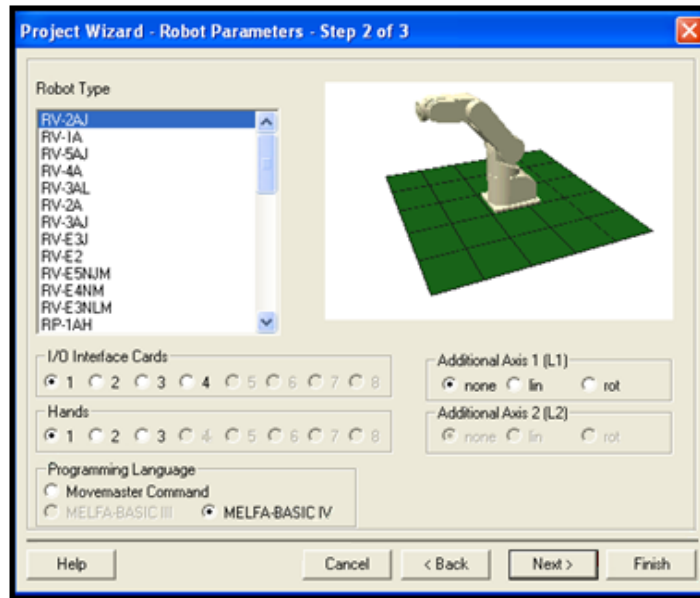 Project Wizard - Robot Parameters - Step 2 of 3
Robot Type
RV-2AJ
RV-1A
RV-5AJ
RV-4A
RV-3AL
RV-2A
RV-3AJ
RV-E3J
RV-E2
RV-E5NJM
RV-E4NM
RV-E3NLM
RP-1AH
I/O Interface Cards
1 2 3 4 5 6 7 8
Hands
1 2 3 4 5 6 7 8
Programming Language
Movemaster Command
MELFA-BASIC III MELFA-BASIC IV
Additional Axis 1 (L1)
none lin rot
Additional Axis 2 (L2)
none lin rot
Help Cancel < Back Next > Finish